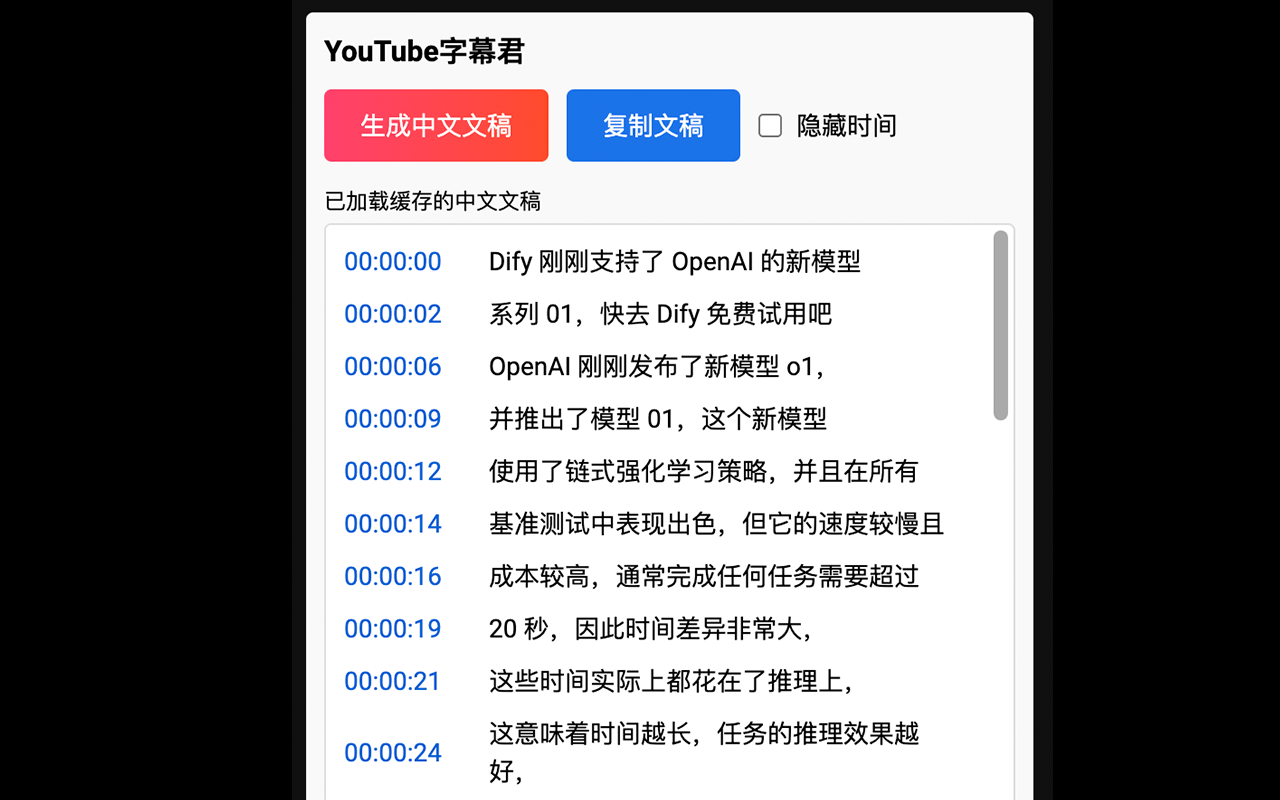 YouTube字幕君
生成中文文稿 复制文稿 隐藏时间
已加载缓存的中文文稿
00:00:00 Dify 刚刚支持了 OpenAI 的新模型
00:00:02 系列 01，快去 Dify 免费试用吧
00:00:06 OpenAI 刚刚发布了新模型 o1，
00:00:09 并推出了模型 01，这个新模型
00:00:12 使用了链式强化学习策略，并且在所有
00:00:14 基准测试中表现出色，但它的速度较慢且
00:00:16 成本较高，通常完成任何任务需要超过
00:00:19 20 秒，因此时间差异非常大，
00:00:21 这些时间实际上都花在了推理上，
00:00:24 这意味着时间越长，任务的推理效果越
好，